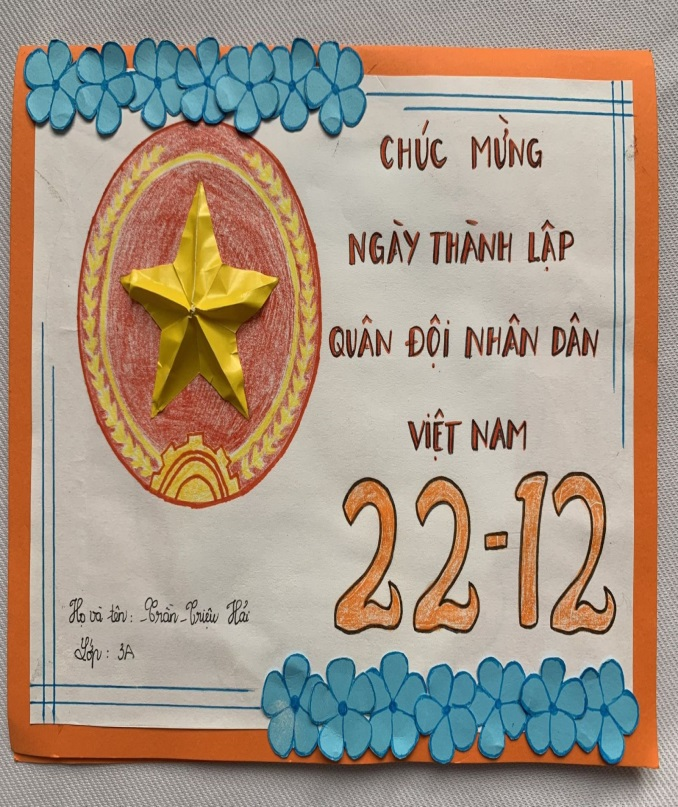 CHÚC MỪNG
NGÀY THÀNH LẬP
QUÂN ĐỘI NHÂN DÂN
VIỆT NAM
22-12
Họ và tên: Trần Triệu Hải
Lớp: 3A